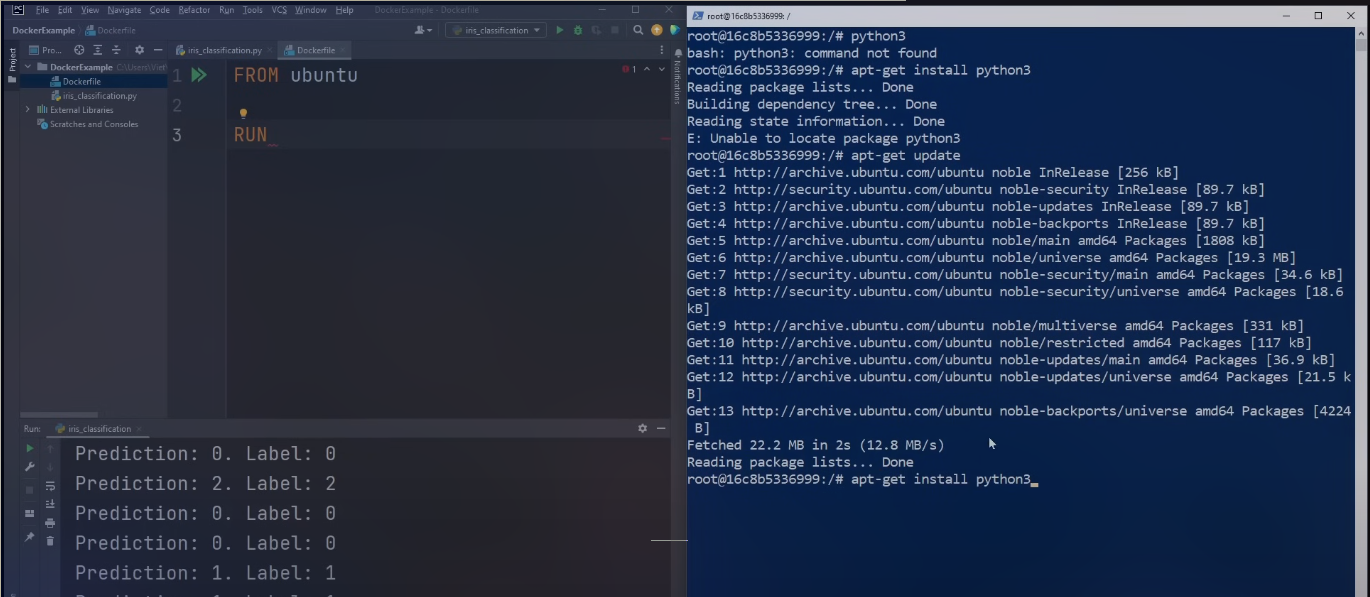 PC File Edit View Navigate Code Refactor Run Tools VCS Window Help DockerExample - Dockerfile
DockerExample Dockerfile
iris_classification
Project
Pro...
iris_classification.py
Dockerfile
DockerExample
Dockerfile
iris_classification.py
External Libraries
Scratches and Consoles
1 FROM ubuntu
2
3 RUN
1
Notifications
Run: iris_classification
Prediction: 0. Label: 0
Prediction: 2. Label: 2
Prediction: 0. Label: 0
Prediction: 0. Label: 0
Prediction: 1. Label: 1
root@16c8b5336999: /
root@16c8b5336999:/# python3
bash: python3: command not found
root@16c8b5336999:/# apt-get install python3
Reading package lists... Done
Building dependency tree... Done
Reading state information... Done
E: Unable to locate package python3
root@16c8b5336999:/# apt-get update
Get:1 http://archive.ubuntu.com/ubuntu noble InRelease [256 kB]
Get:2 http://security.ubuntu.com/ubuntu noble-security InRelease [89.7 kB]
Get:3 http://archive.ubuntu.com/ubuntu noble-updates InRelease [89.7 kB]
Get:4 http://archive.ubuntu.com/ubuntu noble-backports InRelease [89.7 kB]
Get:5 http://archive.ubuntu.com/ubuntu noble/main amd64 Packages [1808 kB]
Get:6 http://archive.ubuntu.com/ubuntu noble/universe amd64 Packages [19.3 MB]
Get:7 http://security.ubuntu.com/ubuntu noble-security/main amd64 Packages [34.6 kB]
Get:8 http://security.ubuntu.com/ubuntu noble-security/universe amd64 Packages [18.6
kB]
Get:9 http://archive.ubuntu.com/ubuntu noble/multiverse amd64 Packages [331 kB]
Get:10 http://archive.ubuntu.com/ubuntu noble/restricted amd64 Packages [117 kB]
Get:11 http://archive.ubuntu.com/ubuntu noble-updates/main amd64 Packages [36.9 kB]
Get:12 http://archive.ubuntu.com/ubuntu noble-updates/universe amd64 Packages [21.5 k
B]
Get:13 http://archive.ubuntu.com/ubuntu noble-backports/universe amd64 Packages [4224
B]
Fetched 22.2 MB in 2s (12.8 MB/s)
Reading package lists... Done
root@16c8b5336999:/# apt-get install python3